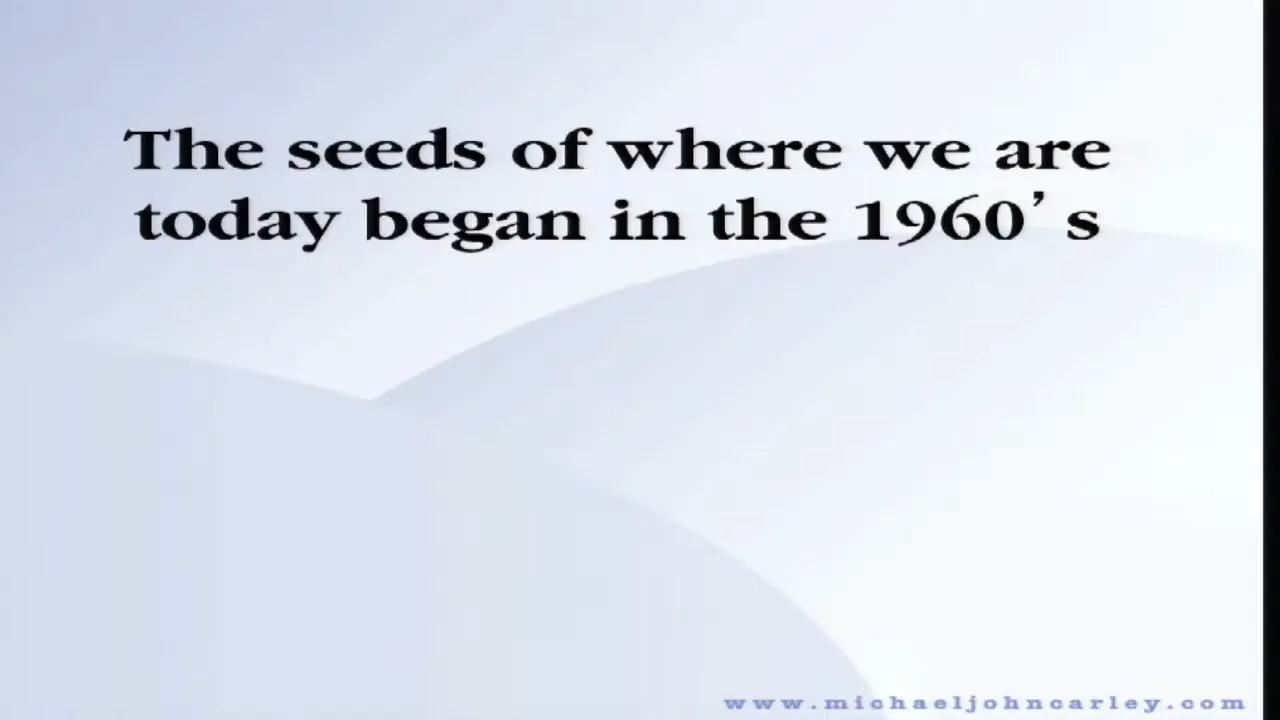 The seeds of where we are
today began in the 1960’s
www.michaeljohncarley.com